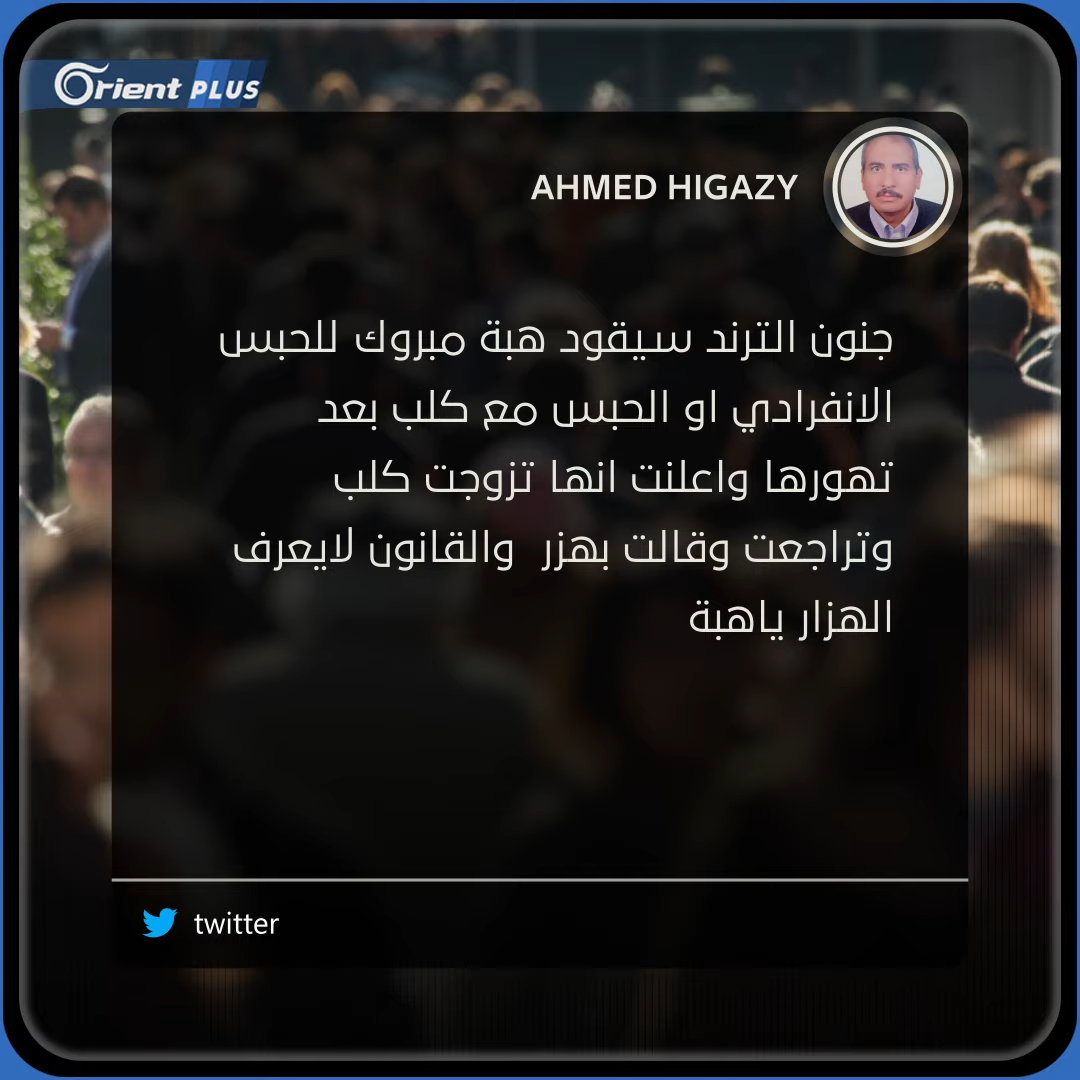 Orient PLUS
AHMED HIGAZY
جنون الترند سيقود هبة مبروك للحبس
الانفرادي او الحبس مع كلب بعد
تهورها واعلنت انها تزوجت كلب
وتراجعت وقالت بهزر والقانون لايعرف
الهزار ياهبة
twitter